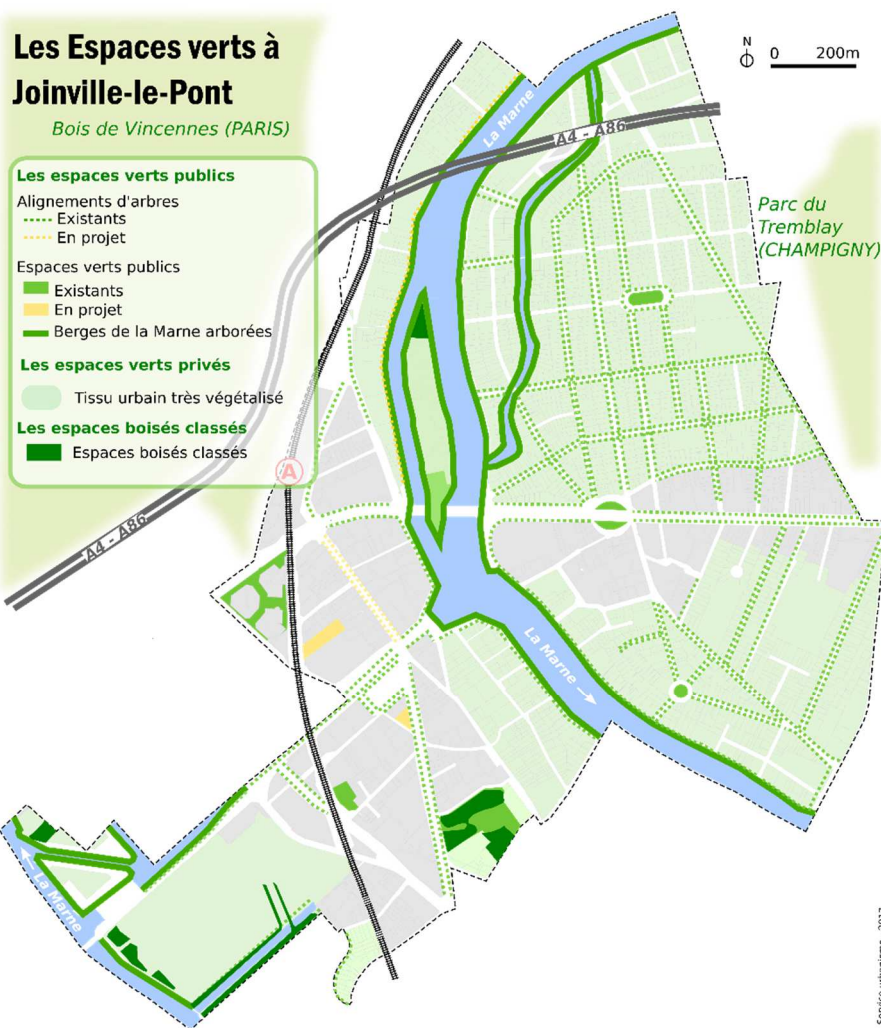 Les Espaces verts à
Joinville-le-Pont
Bois de Vincennes (PARIS)
N
0 200m
Les espaces verts publics
Alignements d'arbres
Existants
En projet
Espaces verts publics
Existants
En projet
Berges de la Marne arborées
Les espaces verts privés
Tissu urbain très végétalisé
Les espaces boisés classés
Espaces boisés classés
La Marne
A4 - A86
Parc du
Tremblay
(CHAMPIGNY)
A
A4 - A86
La Marne
La Marne